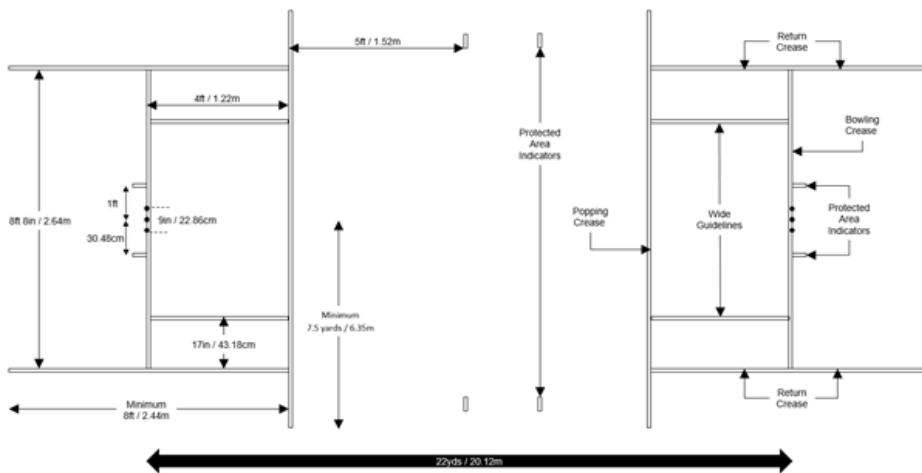 5ft / 1.52m
Return
Crease
4ft / 1.22m
Bowling
Crease
Protected
Area
Indicators
1ft
8ft 8in / 2.64m
9in / 22.86cm
Popping
Crease
Wide
Guidelines
Protected
Area
Indicators
30.48cm
Minimum
7.5 yards / 6.35m
17in / 43.18cm
Minimum
8ft / 2.44m
Return
Crease
22yds / 20.12m